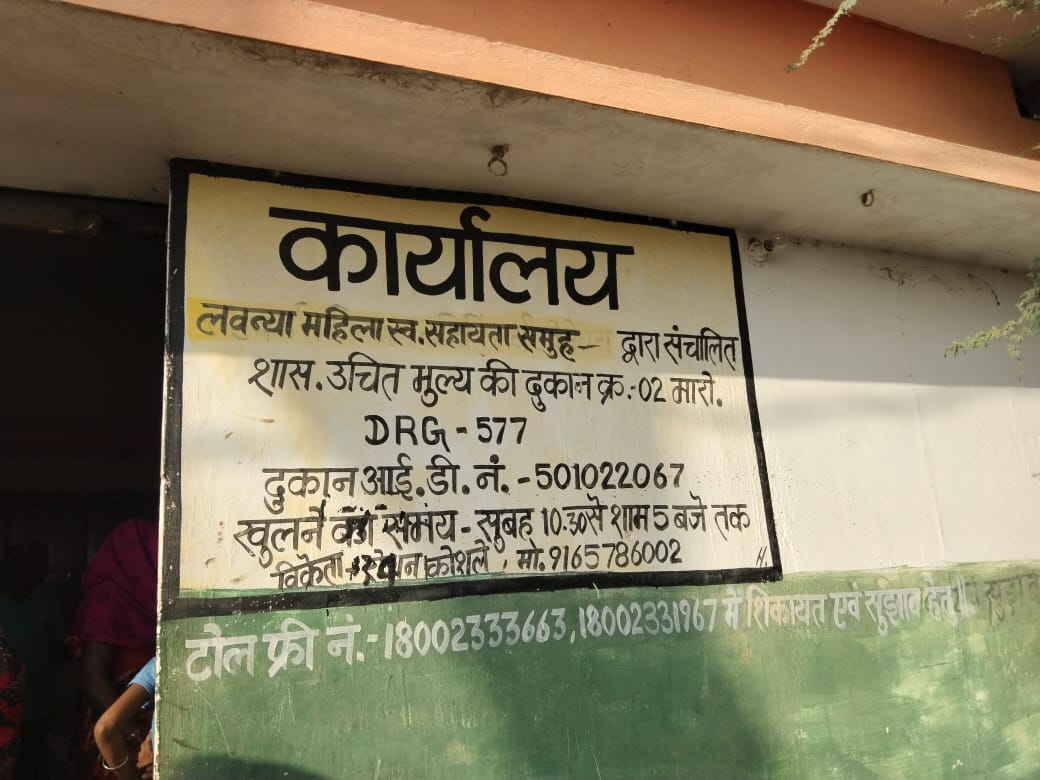 कार्यालय
लवन्या महिला स्व.सहायता समुह- द्वारा संचालित
शास. उचित मुल्य की दुकान क्र.-02 मारो.
DRG-577
दुकान आई.डी. नं.-501022067
खुलने का समय - सुबह 10.30 से शाम 5 बजे तक
विक्रेता कोशले, मो. 9165786002
टोल फ्री नं.-18002333663, 18002331967 में शिकायत एवं सुझाव हेतु।।